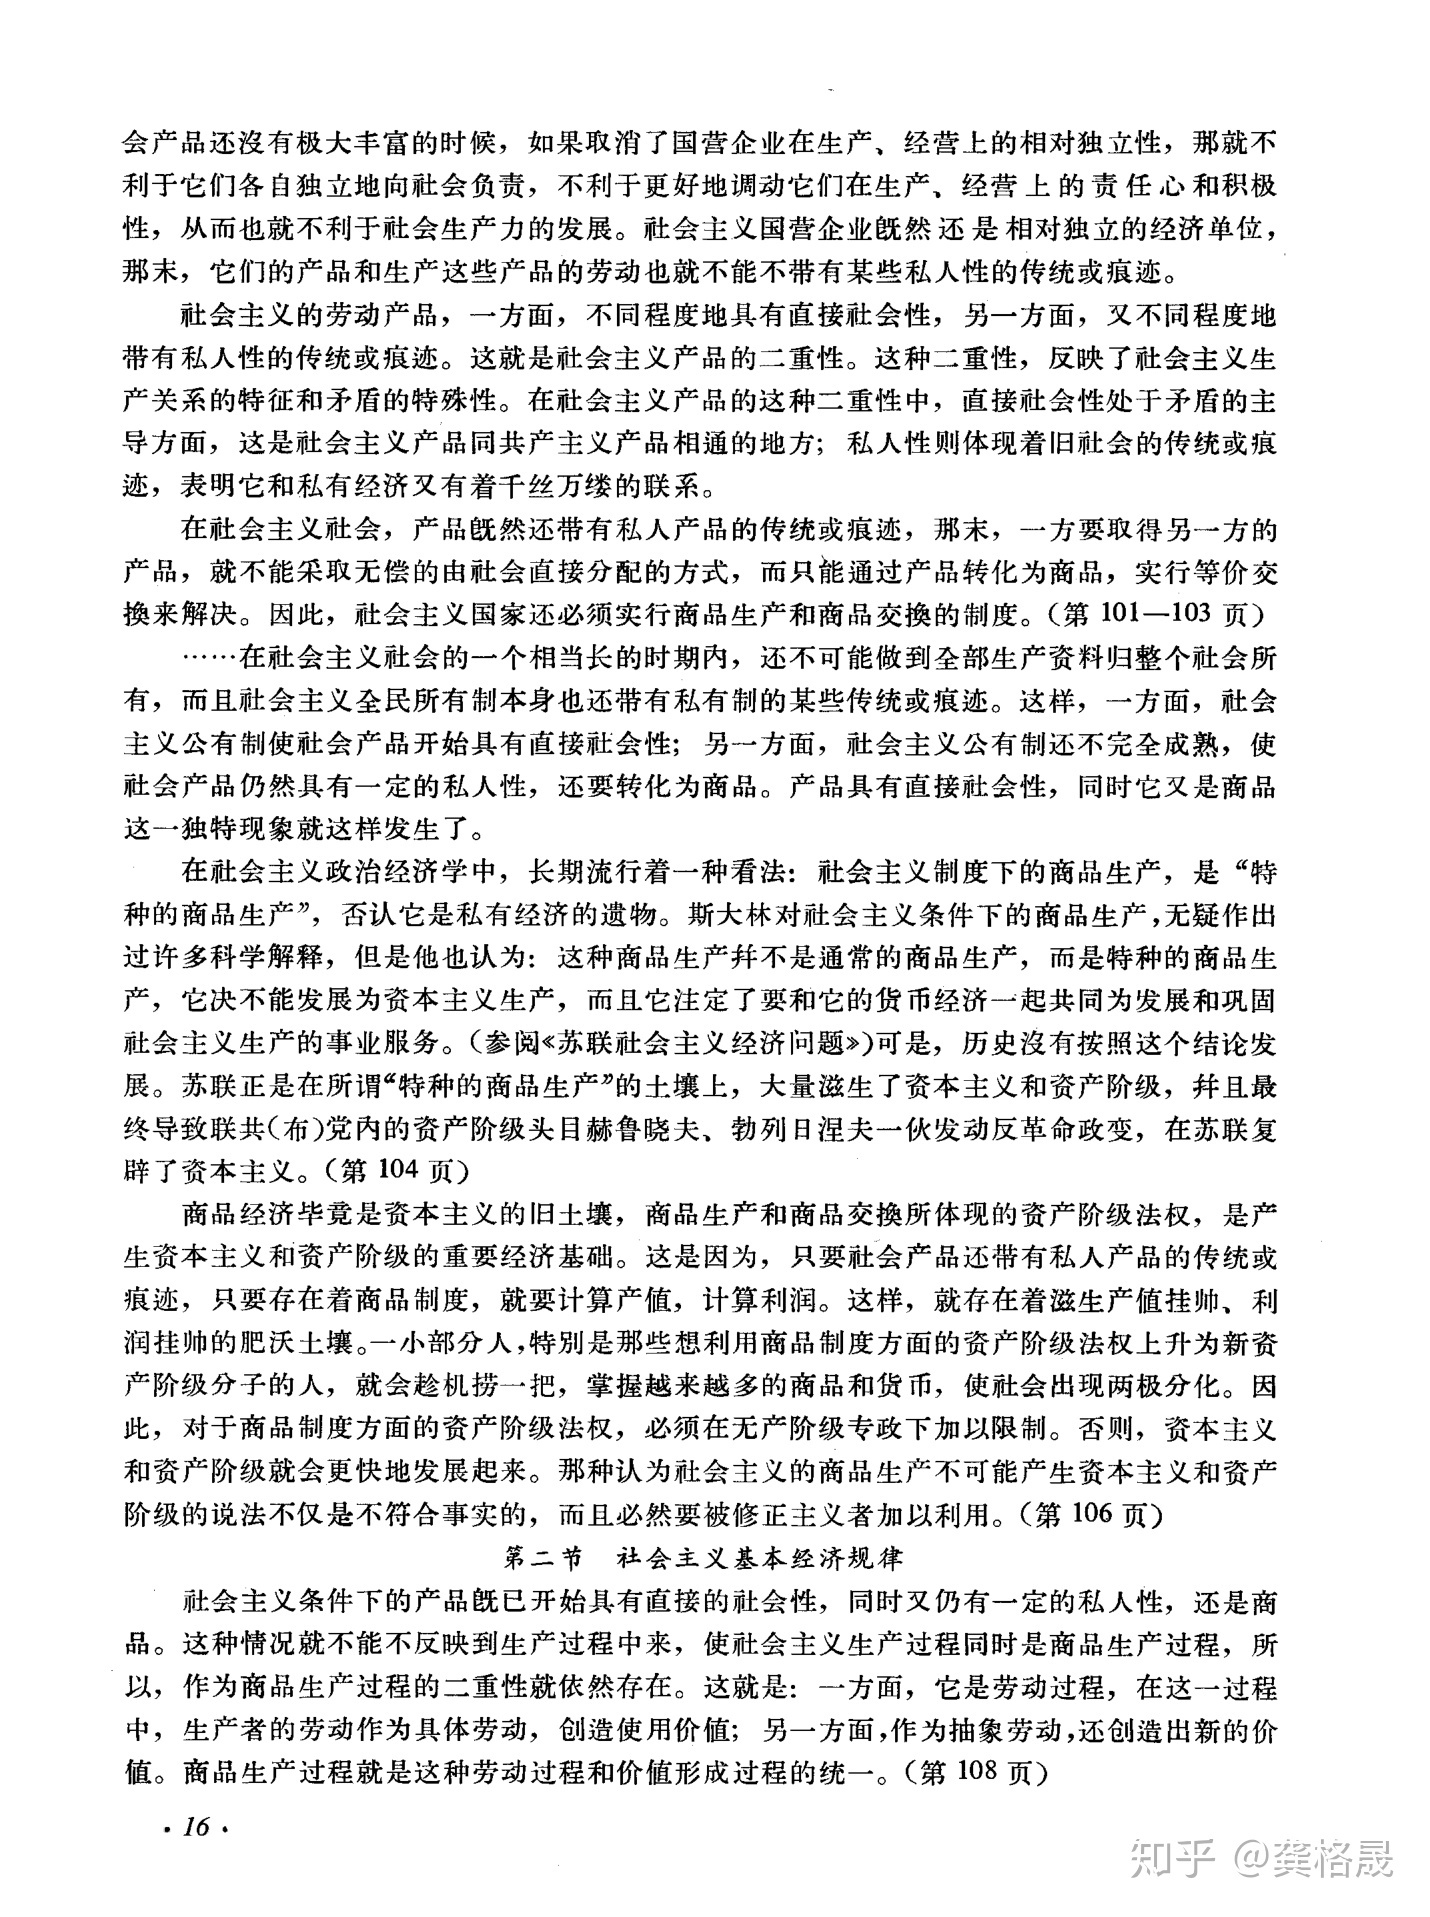 会产品还沒有极大丰富的时候，如果取消了国营企业在生产、经营上的相对独立性，那就不
利于它们各自独立地向社会负责，不利于更好地调动它们在生产、经营上的责任心和积极
性，从而也就不利于社会生产力的发展。社会主义国营企业旣然还是相对独立的经济单位，
那末，它们的产品和生产这些产品的劳动也就不能不带有某些私人性的传统或痕迹。
社会主义的劳动产品，一方面，不同程度地具有直接社会性，另一方面，又不同程度地
带有私人性的传统或痕迹。这就是社会主义产品的二重性。这种二重性，反映了社会主义生
产关系的特征和矛盾的特殊性。在社会主义产品的这种二重性中，直接社会性处于矛盾的主
导方面，这是社会主义产品同共产主义产品相通的地方；私人性则体现着旧社会的传统或痕
迹，表明它和私有经济又有着千丝万缕的联系。
在社会主义社会，产品旣然还带有私人产品的传统或痕迹，那末，一方要取得另一方的
产品，就不能采取无偿的由社会直接分配的方式，而只能通过产品转化为商品，实行等价交
换来解决。因此，社会主义国家还必须实行商品生产和商品交换的制度。（第 101—103 页）
……在社会主义社会的一个相当长的时期内，还不可能做到全部生产资料归整个社会所
有，而且社会主义全民所有制本身也还带有私有制的某些传统或痕迹。这样，一方面，社会
主义公有制使社会产品开始具有直接社会性；另一方面，社会主义公有制还不完全成熟，使
社会产品仍然具有一定的私人性，还要转化为商品。产品具有直接社会性，同时它又是商品
这一独特现象就这样发生了。
在社会主义政治经济学中，长期流行着一种看法：社会主义制度下的商品生产，是“特
种的商品生产”，否认它是私有经济的遗物。斯大林对社会主义条件下的商品生产，无疑作出
过许多科学解释，但是他也认为：这种商品生产幷不是通常的商品生产，而是特种的商品生
产，它决不能发展为资本主义生产，而且它注定了要和它的货币经济一起共同为发展和巩固
社会主义生产的事业服务。（参阅《苏联社会主义经济问题》）可是，历史沒有按照这个结论发
展。苏联正是在所谓“特种的商品生产”的土壤上，大量滋生了资本主义和资产阶级，幷且最
终导致联共（布）党内的资产阶级头目赫鲁晓夫、勃列日涅夫一伙发动反革命政变，在苏联复
辟了资本主义。（第 104 页）
商品经济毕竟是资本主义的旧土壤，商品生产和商品交换所体现的资产阶级法权，是产
生资本主义和资产阶级的重要经济基础。这是因为，只要社会产品还带有私人产品的传统或
痕迹，只要存在着商品制度，就要计算产值，计算利润。这样，就存在着滋生产値挂帅、利
润挂帅的肥沃土壤。一小部分人，特别是那些想利用商品制度方面的资产阶级法权上升为新资
产阶级分子的人，就会趁机捞一把，掌握越来越多的商品和货币，使社会出现两极分化。因
此，对于商品制度方面的资产阶级法权，必须在无产阶级专政下加以限制。否则，资本主义
和资产阶级就会更快地发展起来。那种认为社会主义的商品生产不可能产生资本主义和资产
阶级的说法不仅是不符合事实的，而且必然要被修正主义者加以利用。（第 106 页）
第二节　社会主义基本经济规律
社会主义条件下的产品旣已开始具有直接的社会性，同时又仍有一定的私人性，还是商
品。这种情况就不能不反映到生产过程中来，使社会主义生产过程同时是商品生产过程，所
以，作为商品生产过程的二重性就依然存在。这就是：一方面，它是劳动过程，在这一过程
中，生产者的劳动作为具体劳动，创造使用价値；另一方面，作为抽象劳动，还创造出新的价
値。商品生产过程就是这种劳动过程和价値形成过程的统一。（第 108 页）
· 16 ·
知乎 @龚格晟